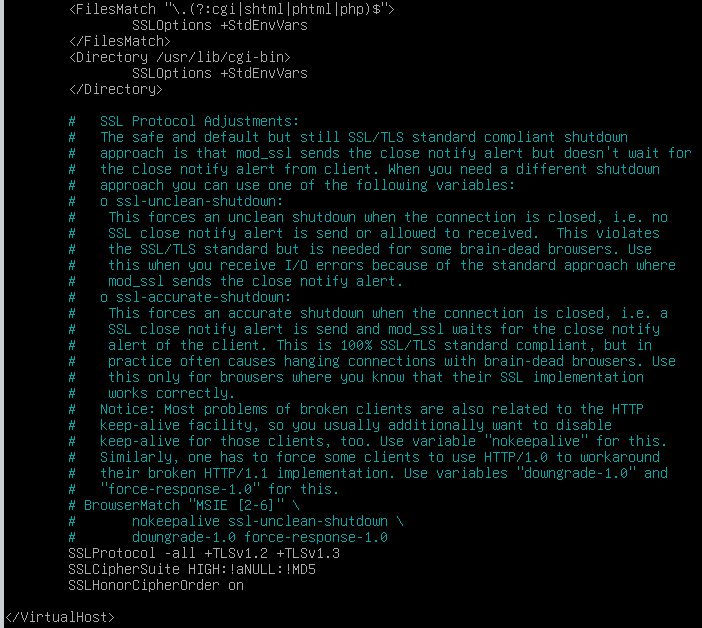 <FilesMatch "\.(?:cgi|shtml|phtml|php)$">
SSLOptions +StdEnvVars
</FilesMatch>
<Directory /usr/lib/cgi-bin>
SSLOptions +StdEnvVars
</Directory>
#   SSL Protocol Adjustments:
#   The safe and default but still SSL/TLS standard compliant shutdown
#   approach is that mod_ssl sends the close notify alert but doesn't wait for
#   the close notify alert from client. When you need a different shutdown
#   approach you can use one of the following variables:
#   o ssl-unclean-shutdown:
#    This forces an unclean shutdown when the connection is closed, i.e. no
#    SSL close notify alert is send or allowed to received.  This violates
#    the SSL/TLS standard but is needed for some brain-dead browsers. Use
#    this when you receive I/O errors because of the standard approach where
#    mod_ssl sends the close notify alert.
#   o ssl-accurate-shutdown:
#    This forces an accurate shutdown when the connection is closed, i.e. a
#    SSL close notify alert is send and mod_ssl waits for the close notify
#    alert of the client. This is 100% SSL/TLS standard compliant, but in
#    practice often causes hanging connections with brain-dead browsers. Use
#    this only for browsers where you know that their SSL implementation
#    works correctly.
#   Notice: Most problems of broken clients are also related to the HTTP
#   keep-alive facility, so you usually additionally want to disable
#   keep-alive for those clients, too. Use variable "nokeepalive" for this.
#   Similarly, one has to force some clients to use HTTP/1.0 to workaround
#   their broken HTTP/1.1 implementation. Use variables "downgrade-1.0" and
#   "force-response-1.0" for this.
# BrowserMatch "MSIE [2-6]" \
#       nokeepalive ssl-unclean-shutdown \
#       downgrade-1.0 force-response-1.0
SSLProtocol -all +TLSv1.2 +TLSv1.3
SSLCipherSuite HIGH:!aNULL:!MD5
SSLHonorCipherOrder on
</VirtualHost>